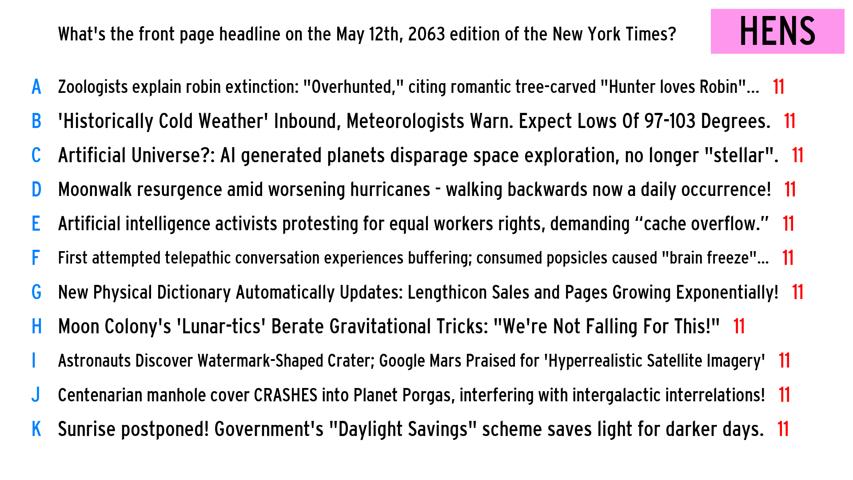 What's the front page headline on the May 12th, 2063 edition of the New York Times? HENS
A Zoologists explain robin extinction: "Overhunted," citing romantic tree-carved "Hunter loves Robin"... 11
B 'Historically Cold Weather' Inbound, Meteorologists Warn. Expect Lows Of 97-103 Degrees. 11
C Artificial Universe?: AI generated planets disparage space exploration, no longer "stellar". 11
D Moonwalk resurgence amid worsening hurricanes - walking backwards now a daily occurrence! 11
E Artificial intelligence activists protesting for equal workers rights, demanding “cache overflow.” 11
F First attempted telepathic conversation experiences buffering; consumed popsicles caused "brain freeze"... 11
G New Physical Dictionary Automatically Updates: Lengthicon Sales and Pages Growing Exponentially! 11
H Moon Colony's 'Lunar-tics' Berate Gravitational Tricks: "We're Not Falling For This!" 11
I Astronauts Discover Watermark-Shaped Crater; Google Mars Praised for 'Hyperrealistic Satellite Imagery' 11
J Centenarian manhole cover CRASHES into Planet Porgas, interfering with intergalactic interrelations! 11
K Sunrise postponed! Government's "Daylight Savings" scheme saves light for darker days. 11